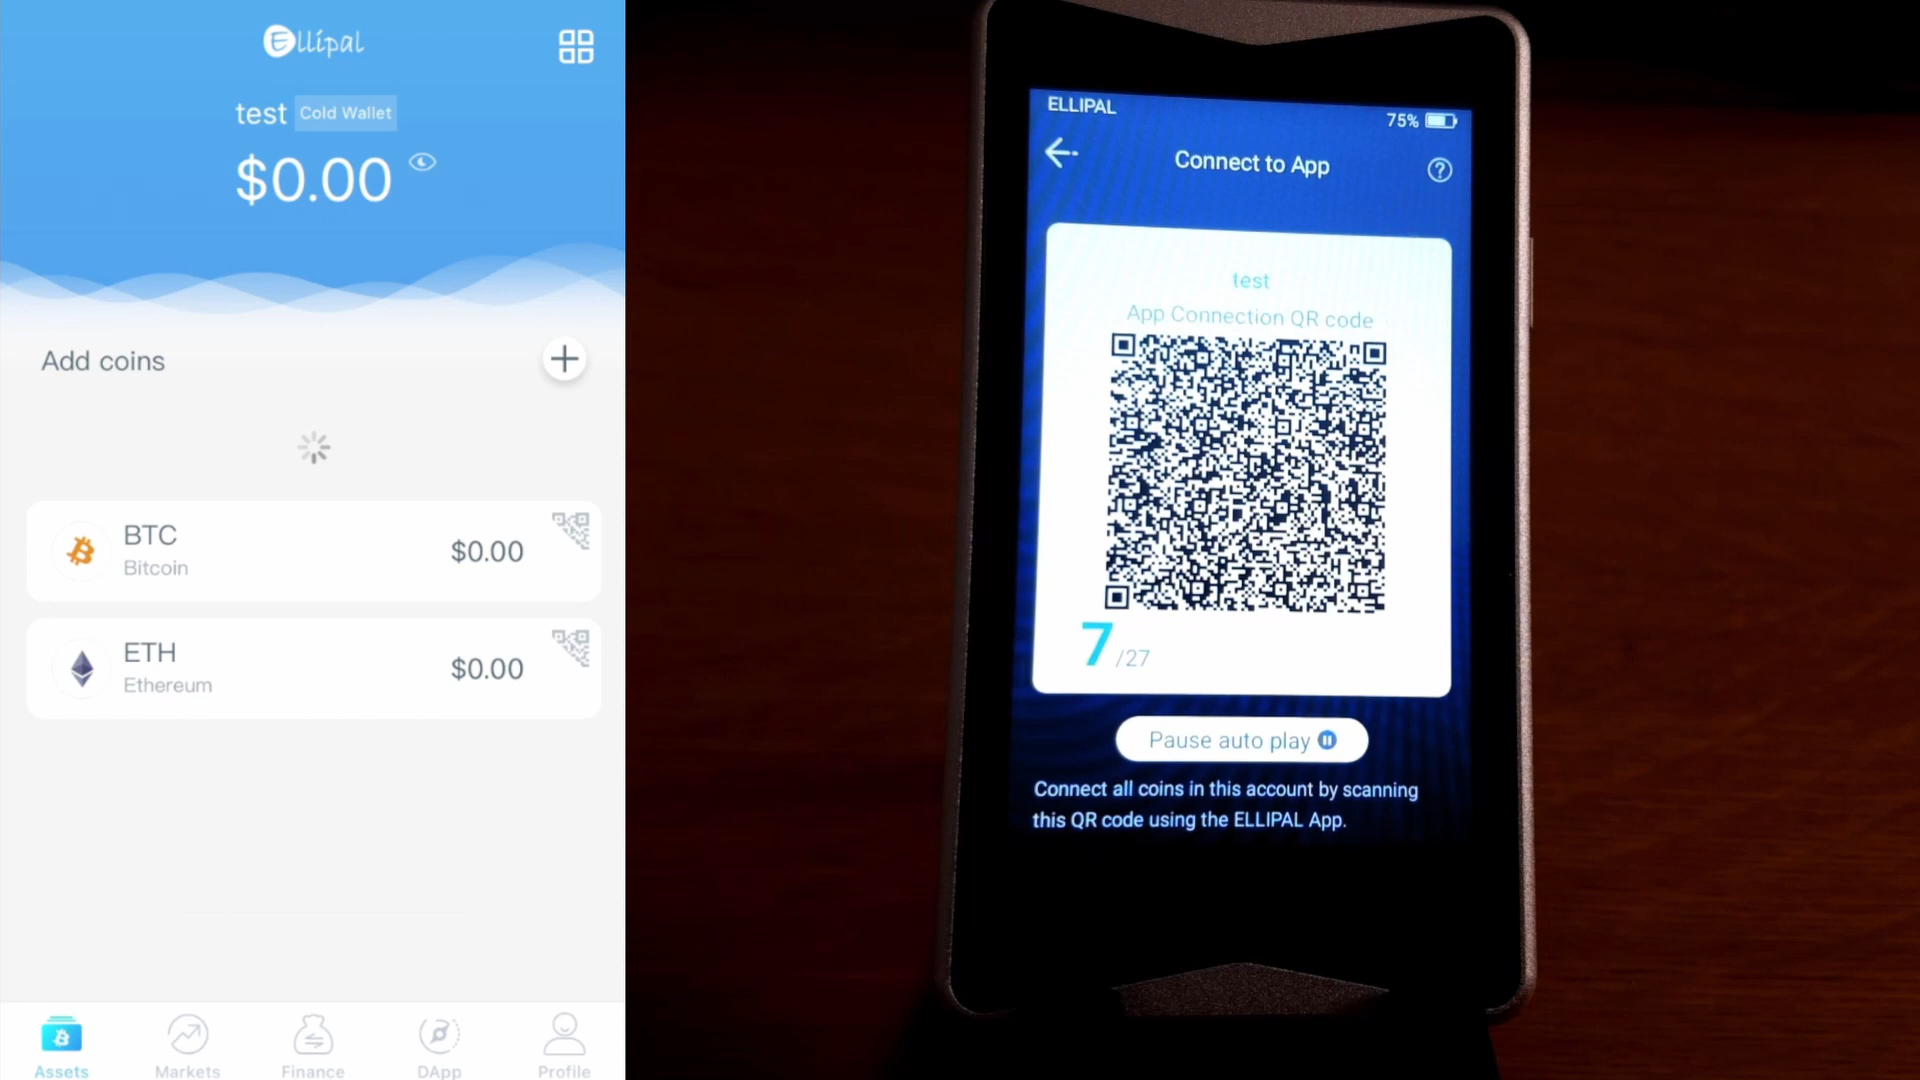 Ellipal
test Cold Wallet
$0.00
Add coins
BTC
Bitcoin
$0.00
ETH
Ethereum
$0.00
Assets
Markets
Finance
DApp
Profile
ELLIPAL
75%
Connect to App
test
App Connection QR code
7/27
Pause auto play
Connect all coins in this account by scanning
this QR code using the ELLIPAL App.